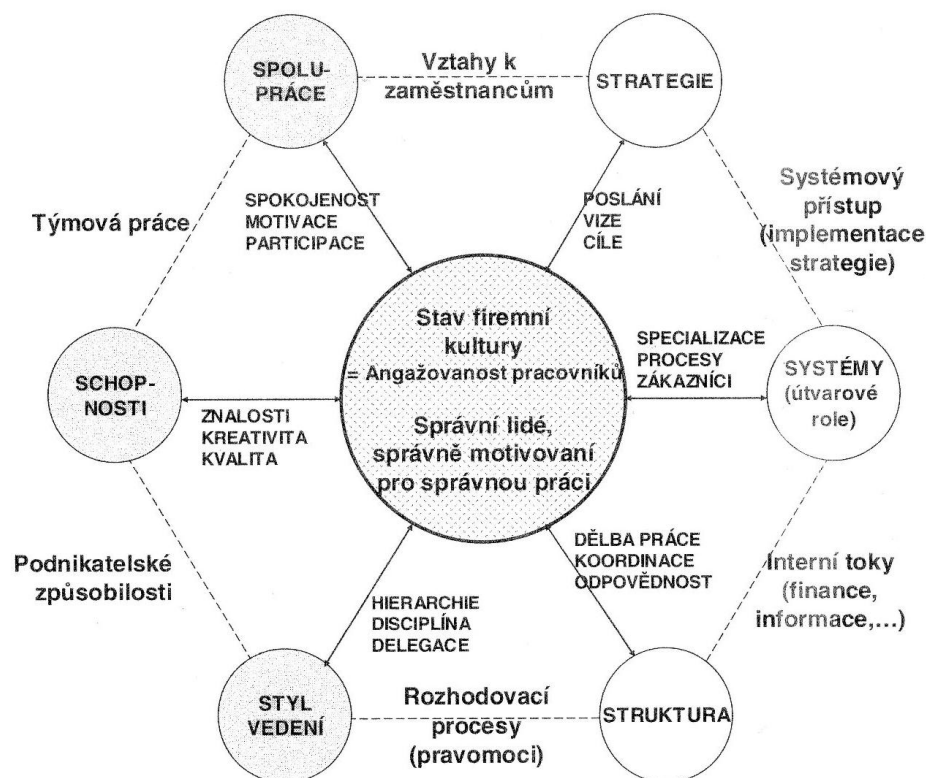 SPOLU-
PRÁCE
Vztahy k
zaměstnancům
STRATEGIE
Týmová práce
SPOKOJENOST
MOTIVACE
PARTICIPACE
POSLÁNÍ
VIZE
CÍLE
Systémový
přístup
(implementace
strategie)
Stav firemní
kultury
= Angažovanost pracovníků
Správní lidé,
správně motivovaní
pro správnou práci
SCHOP-
NOSTI
ZNALOSTI
KREATIVITA
KVALITA
SPECIALIZACE
PROCESY
ZÁKAZNÍCI
SYSTÉMY
(útvarové
role)
Podnikatelské
způsobilosti
HIERARCHIE
DISCIPLÍNA
DELEGACE
DĚLBA PRÁCE
KOORDINACE
ODPOVĚDNOST
Interní toky
(finance,
informace,…)
STYL
VEDENÍ
Rozhodovací
procesy
(pravomoci)
STRUKTURA